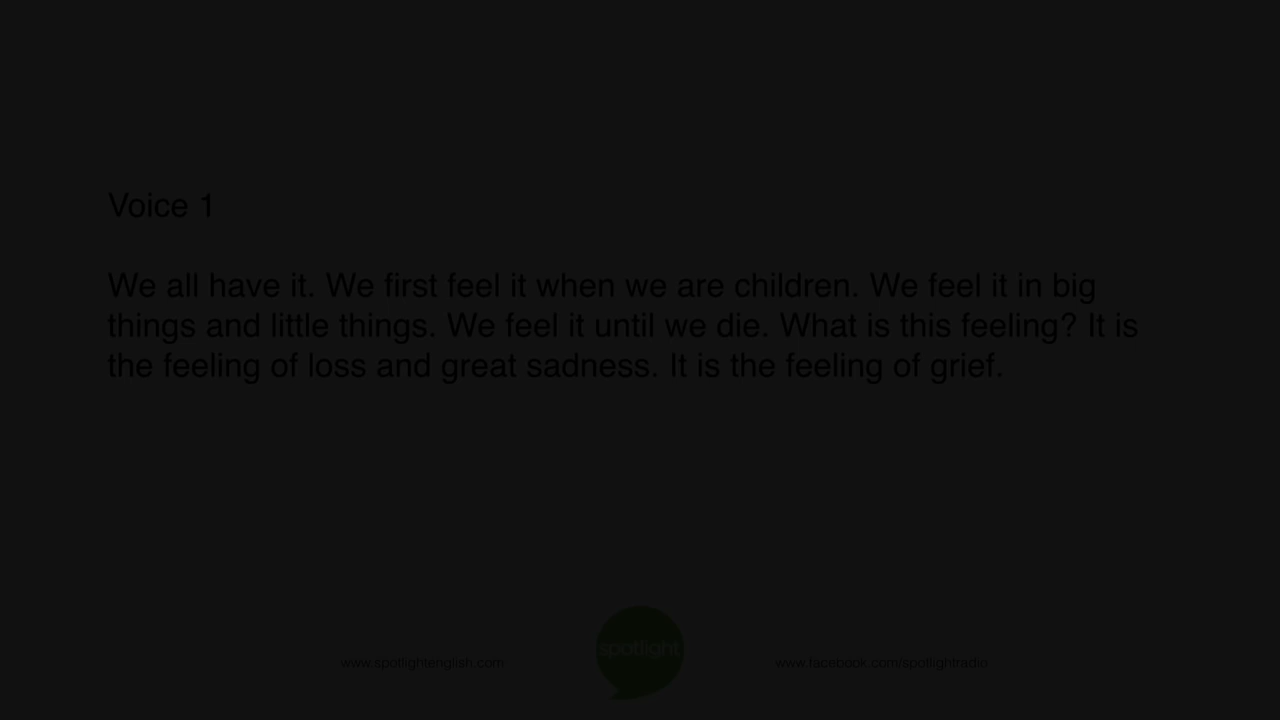 Voice 1
We all have it. We first feel it when we are children. We feel it in big
things and little things. We feel it until we die. What is this feeling? It is
the feeling of loss and great sadness. It is the feeling of grief.
spotlight
www.spotlightenglish.com
www.facebook.com/spotlightradio